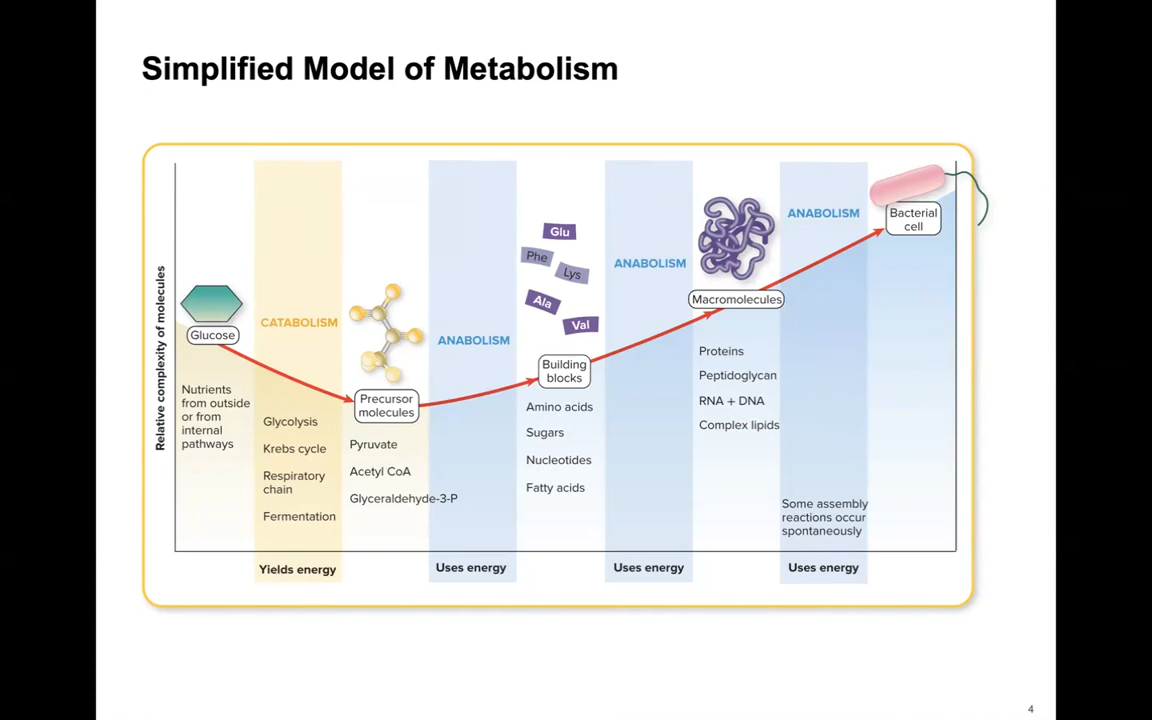 Simplified Model of Metabolism
Relative complexity of molecules
Glucose
Nutrients
from outside
or from
internal
pathways
CATABOLISM
Glycolysis
Krebs cycle
Respiratory
chain
Fermentation
Yields energy
Precursor
molecules
Pyruvate
Acetyl CoA
Glyceraldehyde-3-P
ANABOLISM
Uses energy
Glu
Phe
Lys
Ala
Val
Building
blocks
Amino acids
Sugars
Nucleotides
Fatty acids
ANABOLISM
Uses energy
Macromolecules
Proteins
Peptidoglycan
RNA + DNA
Complex lipids
ANABOLISM
Some assembly
reactions occur
spontaneously
Uses energy
Bacterial
cell
4